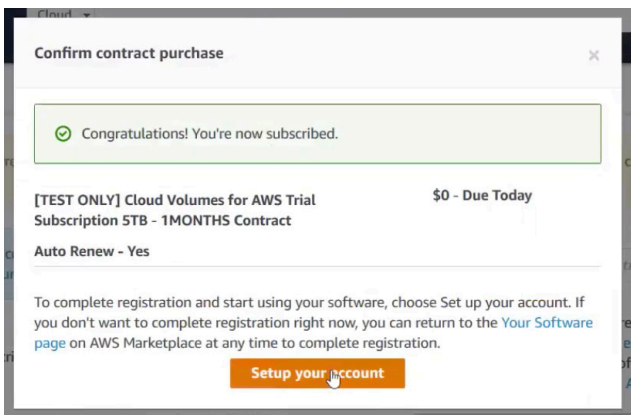 Cloud
Confirm contract purchase
×
Congratulations! You're now subscribed.
[TEST ONLY] Cloud Volumes for AWS Trial
Subscription 5TB - 1MONTHS Contract
$0 - Due Today
Auto Renew - Yes
To complete registration and start using your software, choose Set up your account. If
you don't want to complete registration right now, you can return to the Your Software
page on AWS Marketplace at any time to complete registration.
Setup your account